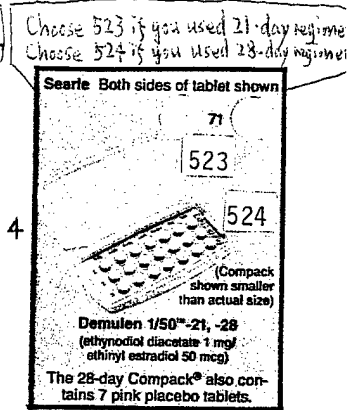 Choose 523 if you used 21-day regime
Choose 524 if you used 28-day regime
Searle Both sides of tablet shown
71
523
524
4
(Compack
shown smaller
than actual size)
Demulen 1/50™-21, -28
(ethynodiol diacetate 1 mg/
ethinyl estradiol 50 mcg)
The 28-day Compack® also con-
tains 7 pink placebo tablets.